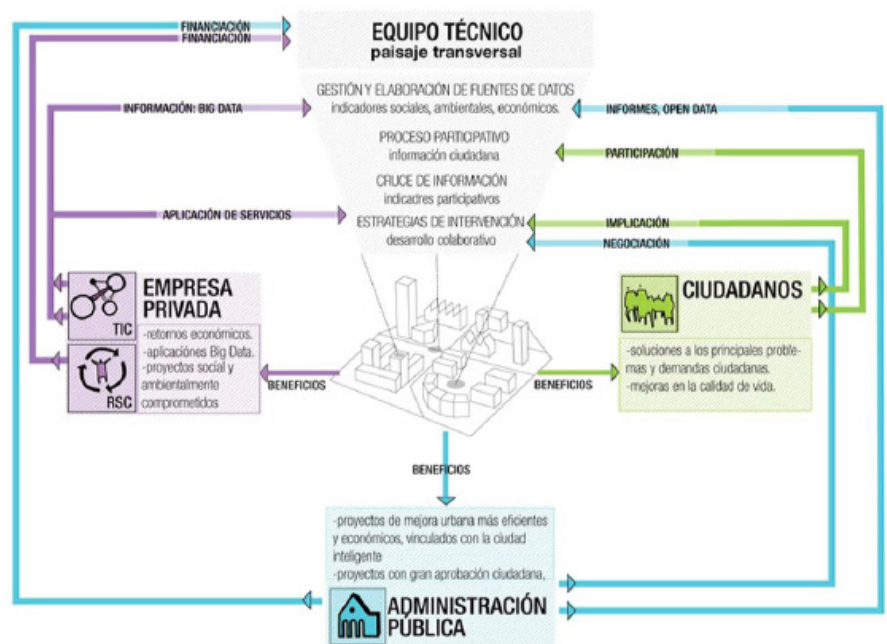 FINANCIACIÓN
FINANCIACIÓN
EQUIPO TÉCNICO
paisaje transversal
GESTIÓN Y ELABORACIÓN DE FUENTES DE DATOS
indicadores sociales, ambientales, económicos.
INFORMACIÓN: BIG DATA
INFORMES, OPEN DATA
PROCESO PARTICIPATIVO
información ciudadana
PARTICIPACIÓN
CRUCE DE INFORMACIÓN
indicadres participativos
APLICACIÓN DE SERVICIOS
ESTRATEGIAS DE INTERVENCIÓN
desarrollo colaborativo
IMPLICACIÓN
NEGOCIACIÓN
TIC
EMPRESA
PRIVADA
-retornos económicos.
-aplicaciónes Big Data.
-proyectos social y
ambientalmente
comprometidos
RSC
BENEFICIOS
CIUDADANOS
-soluciones a los principales proble-
mas y demandas ciudadanas.
-mejoras en la calidad de vida.
BENEFICIOS
BENEFICIOS
-proyectos de mejora urbana más eficientes
y económicos, vinculados con la ciudad
inteligente
-proyectos con gran aprobación ciudadana.
ADMINISTRACIÓN
PÚBLICA